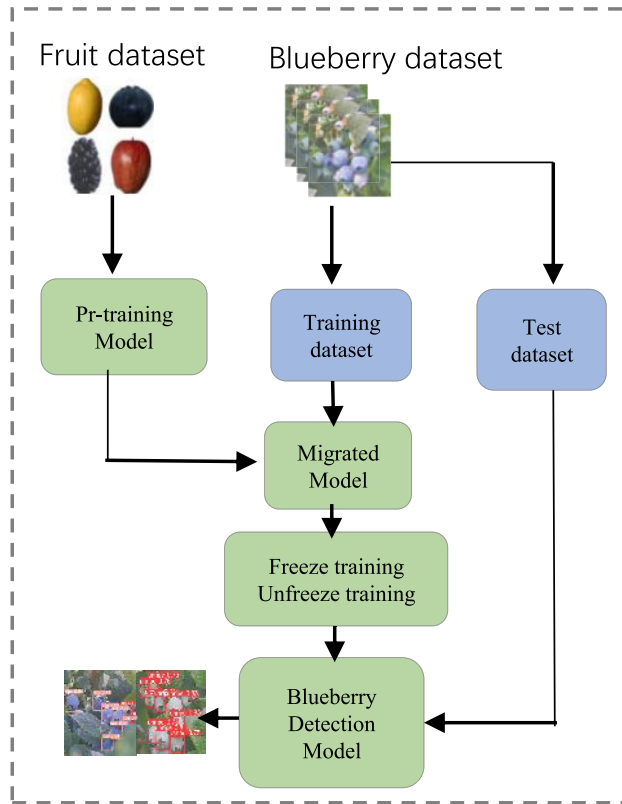 Fruit dataset
Blueberry dataset
Pr-training
Model
Training
dataset
Test
dataset
Migrated
Model
Freeze training
Unfreeze training
Blueberry
Detection
Model